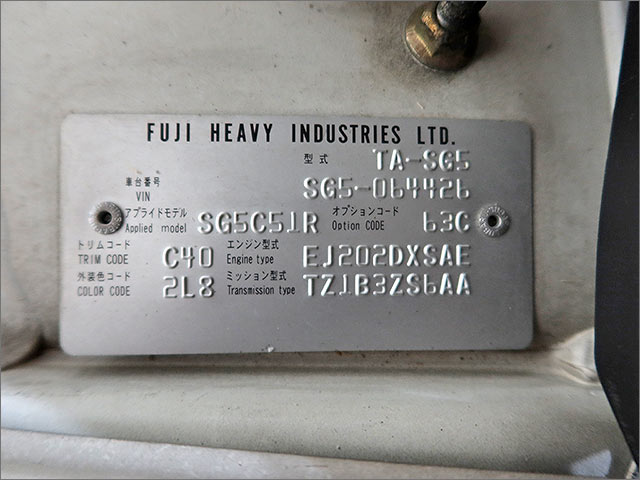 FUJI HEAVY INDUSTRIES LTD.
型式 TA-SG5
車台番号 VIN SG5-064426
アプライドモデル Applied model SG5C51R オプションコード Option CODE 63C
トリムコード TRIM CODE C40 エンジン型式 Engine type EJ202DXSAE
外装色コード COLOR CODE 2L8 ミッション型式 Transmission type TZ1B3ZS6AA